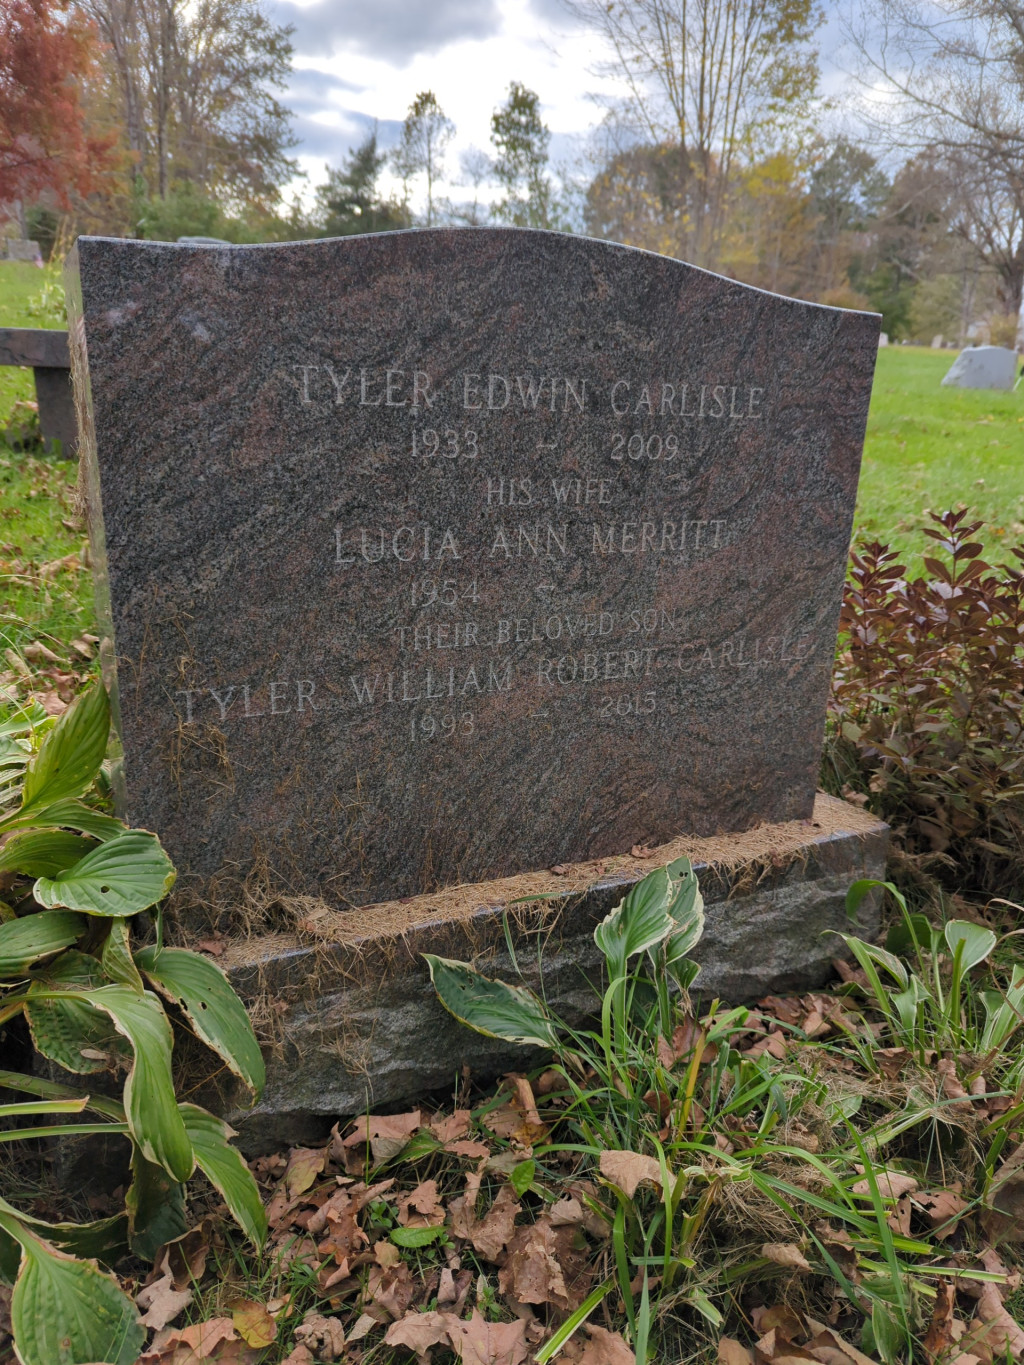 TYLER EDWIN CARLISLE
1933 - 2009
HIS WIFE
LUCIA ANN MERRITT
1954 -
THEIR BELOVED SON
TYLER WILLIAM ROBERT CARLISLE
1993 - 2015